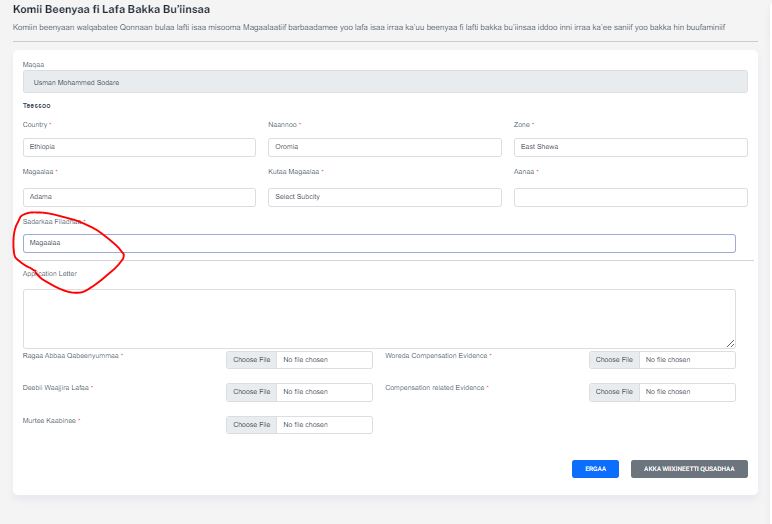 Komii Beenyaa fi Lafa Bakka Bu'iinsaa
Komiin beenyaan walqabatee Qonnaan bulaa lafti isaa misooma Magaalaatiif barbaadamee yoo lafa isaa irraa ka'uu beenyaa fi lafti bakka bu'iinsaa iddoo inni irraa ka'ee saniif yoo bakka hin buufaminiif
Maqaa
Usman Mohammed Sodare
Teessoo
Country * Naannoo * Zone *
Ethiopia Oromia East Shewa
Magaalaa * Kutaa Magaalaa * Aanaa *
Adama Select Subcity
Sadarkaa *
Magaalaa
Application Letter
Ragaa Abbaa Qabeenyummaa * Choose File No file chosen Woreda Compensation Evidence * Choose File No file chosen
Deebii Waajjira Lafaa * Choose File No file chosen Compensation related Evidence * Choose File No file chosen
Murtee Kaabinee * Choose File No file chosen
ERGAA AKKA WIIXINEETTI QUSADHAA